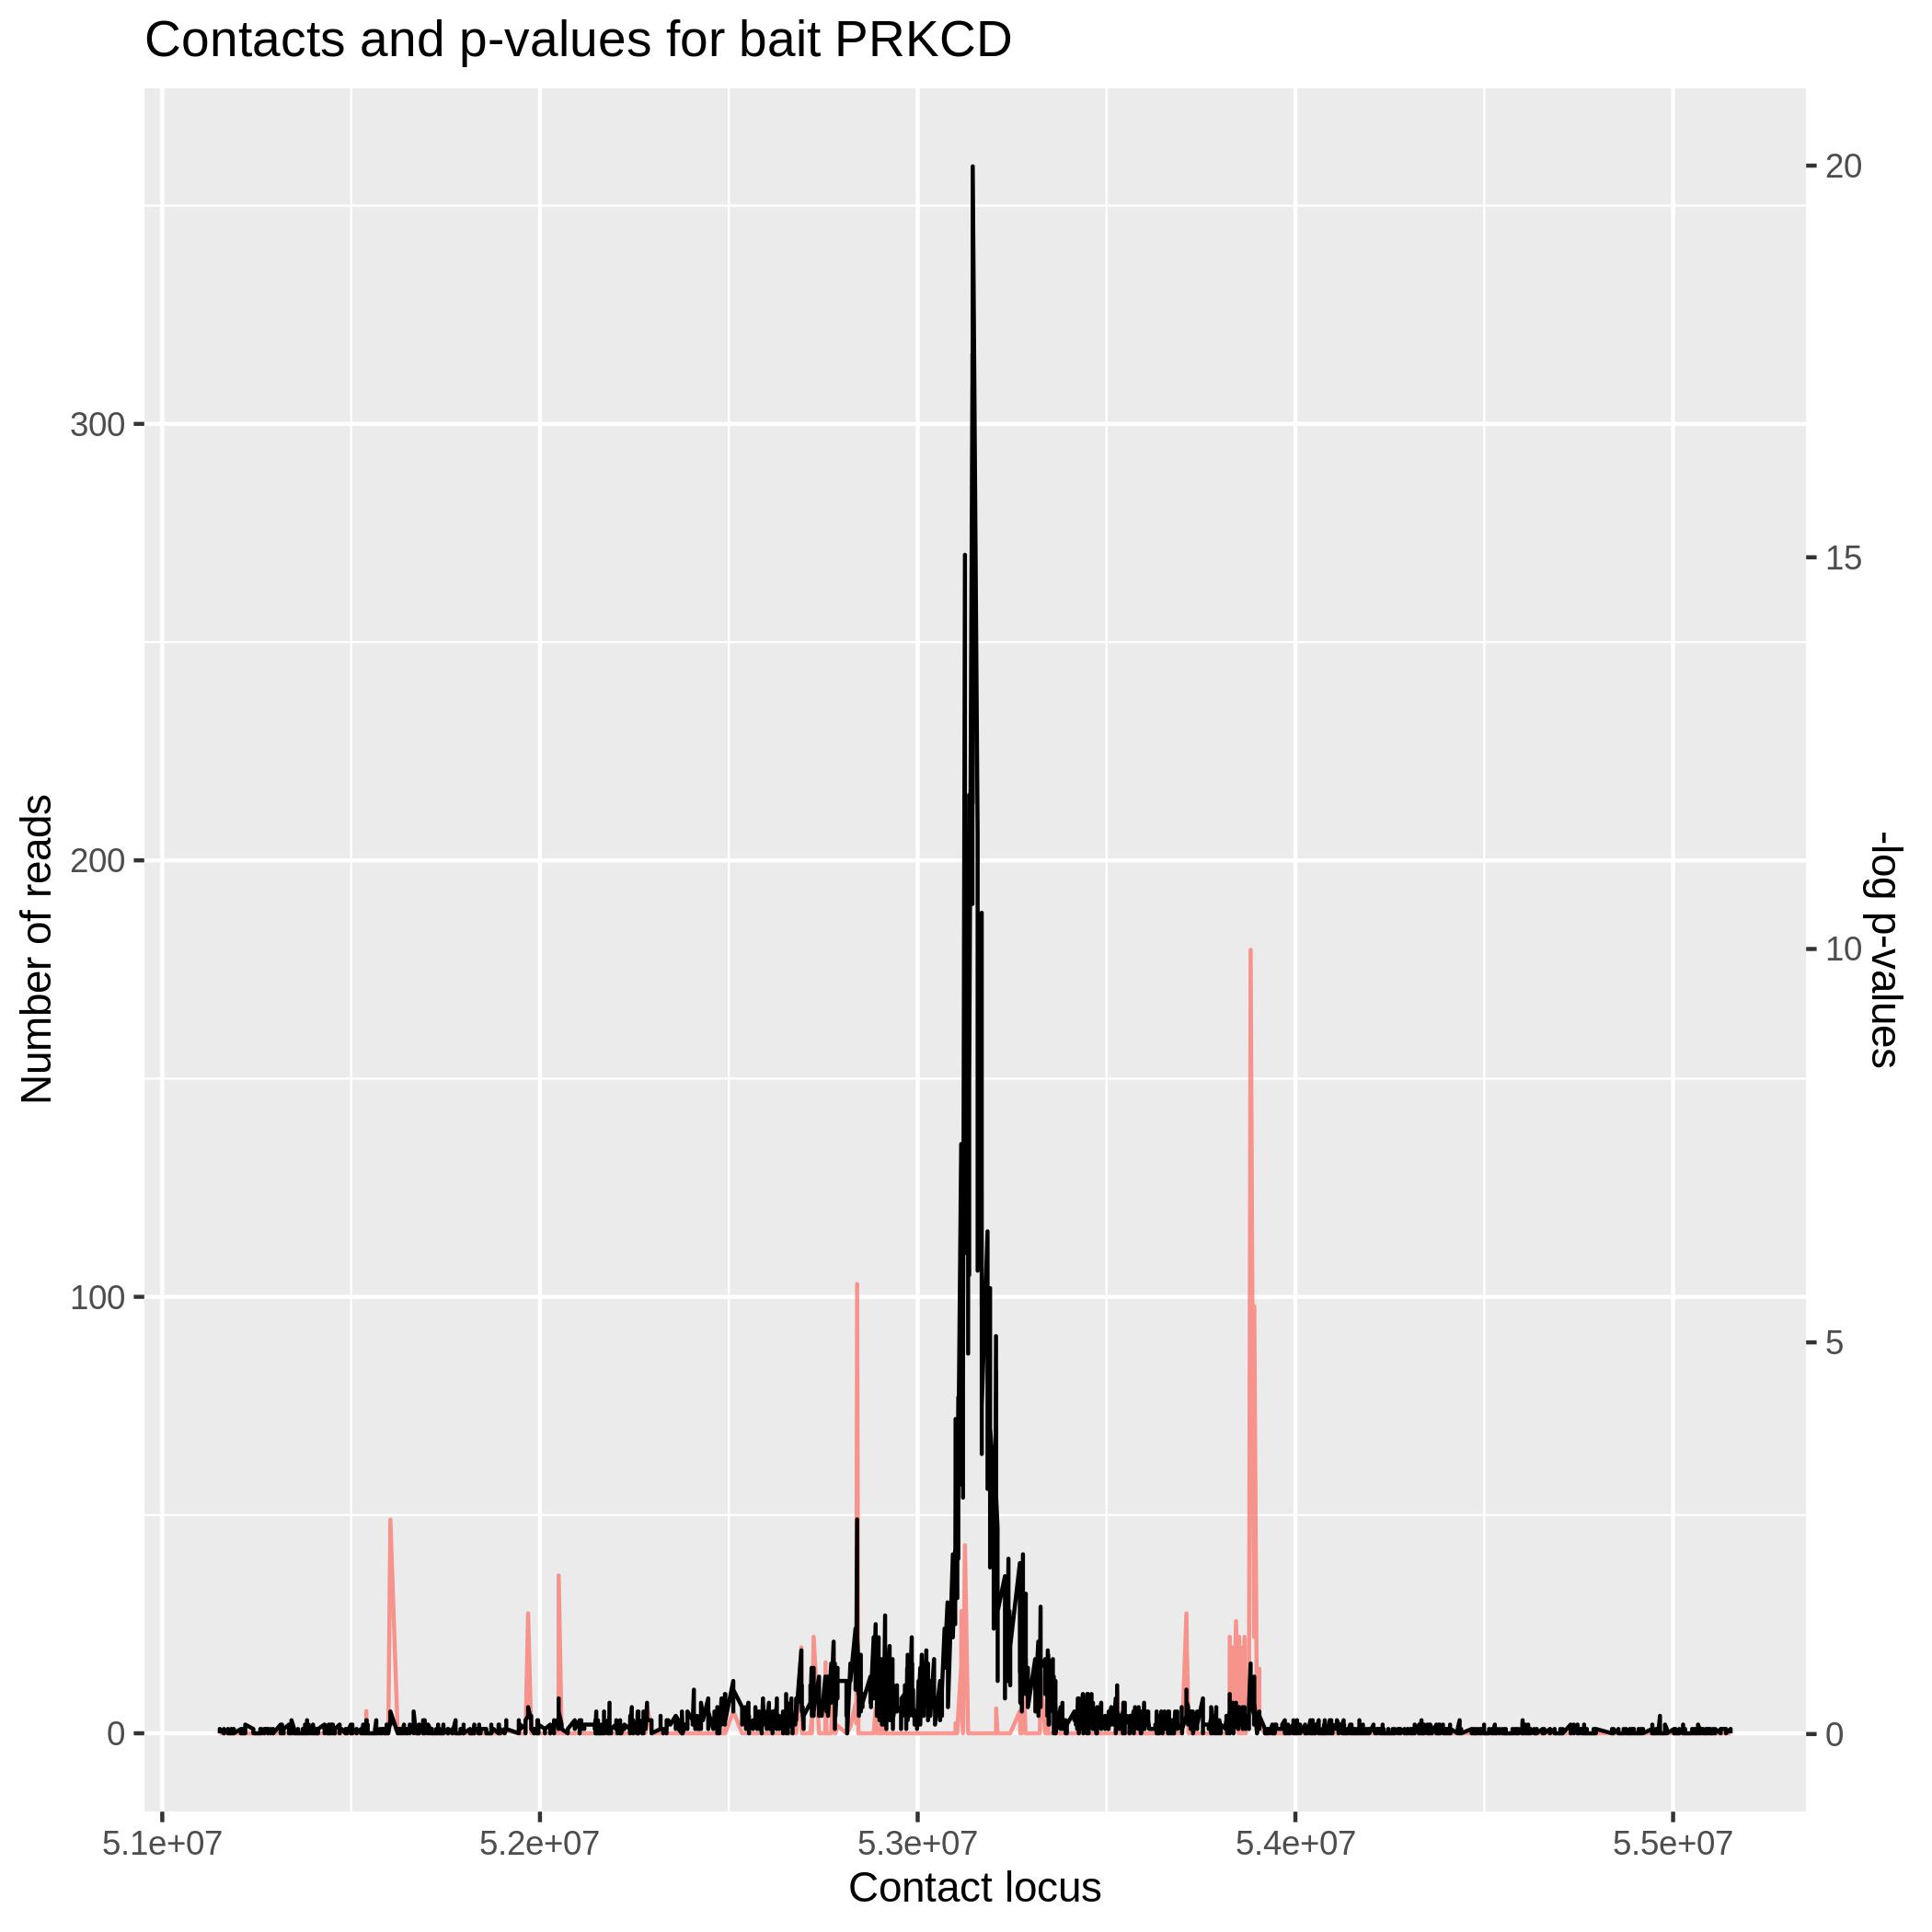 Contacts and p-values for bait PRKCD
Number of reads
300
200
100
0
20
15
10
5
0
-log p-values
5.1e+07
5.2e+07
5.3e+07
5.4e+07
5.5e+07
Contact locus